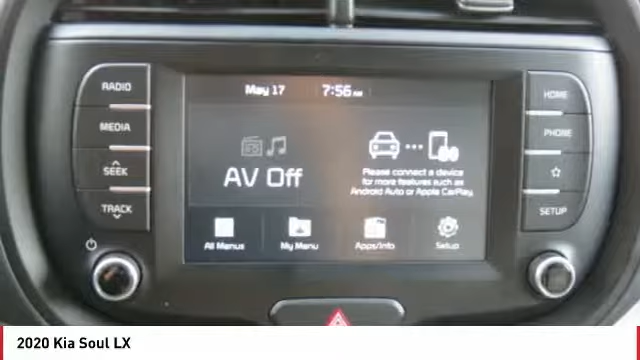 RADIO
MEDIA
SEEK
TRACK
May 17 7:56 AM
AV Off
Please connect a device
for more features such as
Android Auto or Apple CarPlay.
All Menus
My Menu
Apps/Info
Setup
HOME
PHONE
SETUP
2020 Kia Soul LX